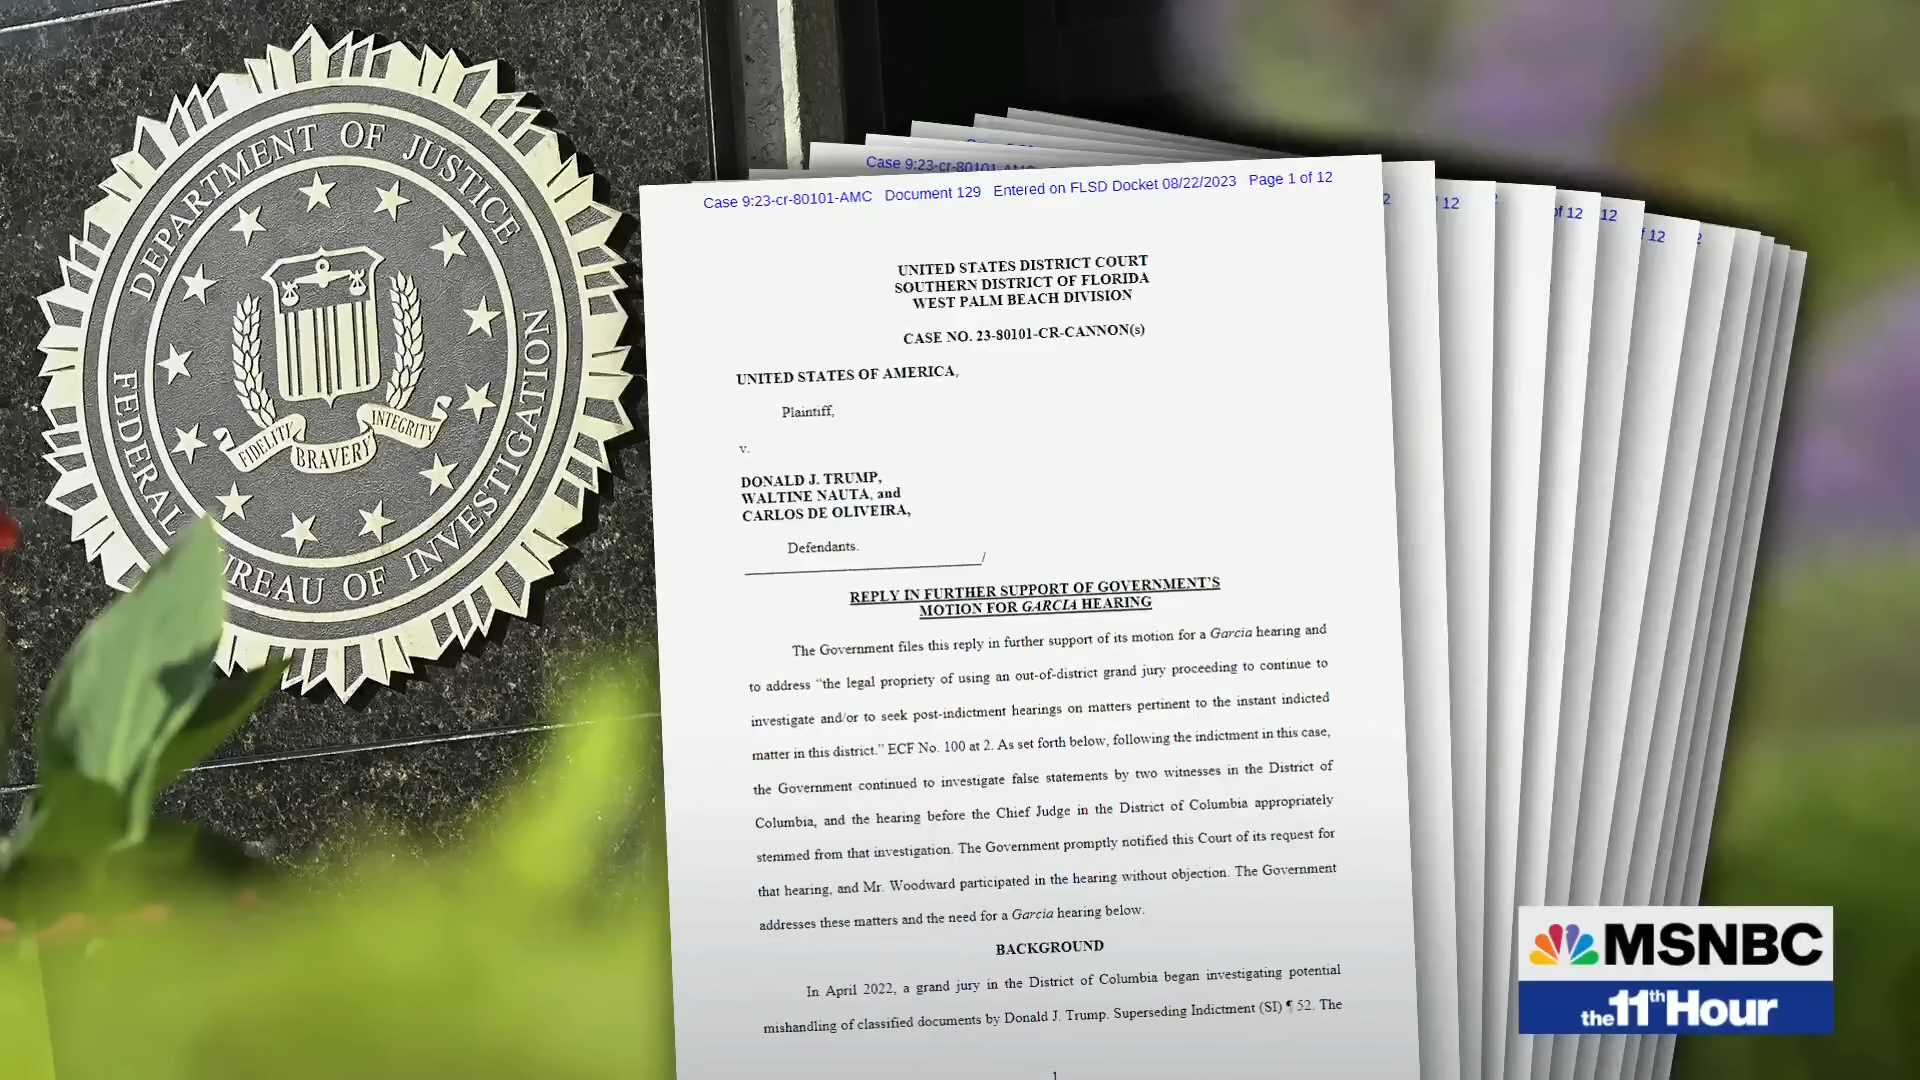 DEPARTMENT OF JUSTICE
FEDERAL BUREAU OF INVESTIGATION
FIDELITY BRAVERY INTEGRITY
Case 9:23-cr-80101-AMC
Case 9:23-cr-80101-AMC Document 129 Entered on FLSD Docket 08/22/2023 Page 1 of 12
12
of 12
12
12
UNITED STATES DISTRICT COURT
SOUTHERN DISTRICT OF FLORIDA
WEST PALM BEACH DIVISION
CASE NO. 23-80101-CR-CANNON(s)
UNITED STATES OF AMERICA,
Plaintiff,
v.
DONALD J. TRUMP,
WALTINE NAUTA, and
CARLOS DE OLIVEIRA,
Defendants.
/
REPLY IN FURTHER SUPPORT OF GOVERNMENT'S
MOTION FOR GARCIA HEARING
The Government files this reply in further support of its motion for a Garcia hearing and
to address "the legal propriety of using an out-of-district grand jury proceeding to continue to
investigate and/or to seek post-indictment hearings on matters pertinent to the instant indicted
matter in this district." ECF No. 100 at 2. As set forth below, following the indictment in this case,
the Government continued to investigate false statements by two witnesses in the District of
Columbia, and the hearing before the Chief Judge in the District of Columbia appropriately
stemmed from that investigation. The Government promptly notified this Court of its request for
that hearing, and Mr. Woodward participated in the hearing without objection. The Government
addresses these matters and the need for a Garcia hearing below.
BACKGROUND
In April 2022, a grand jury in the District of Columbia began investigating potential
mishandling of classified documents by Donald J. Trump. Superseding Indictment (SI) ¶ 52. The
1
MSNBC
the 11th Hour